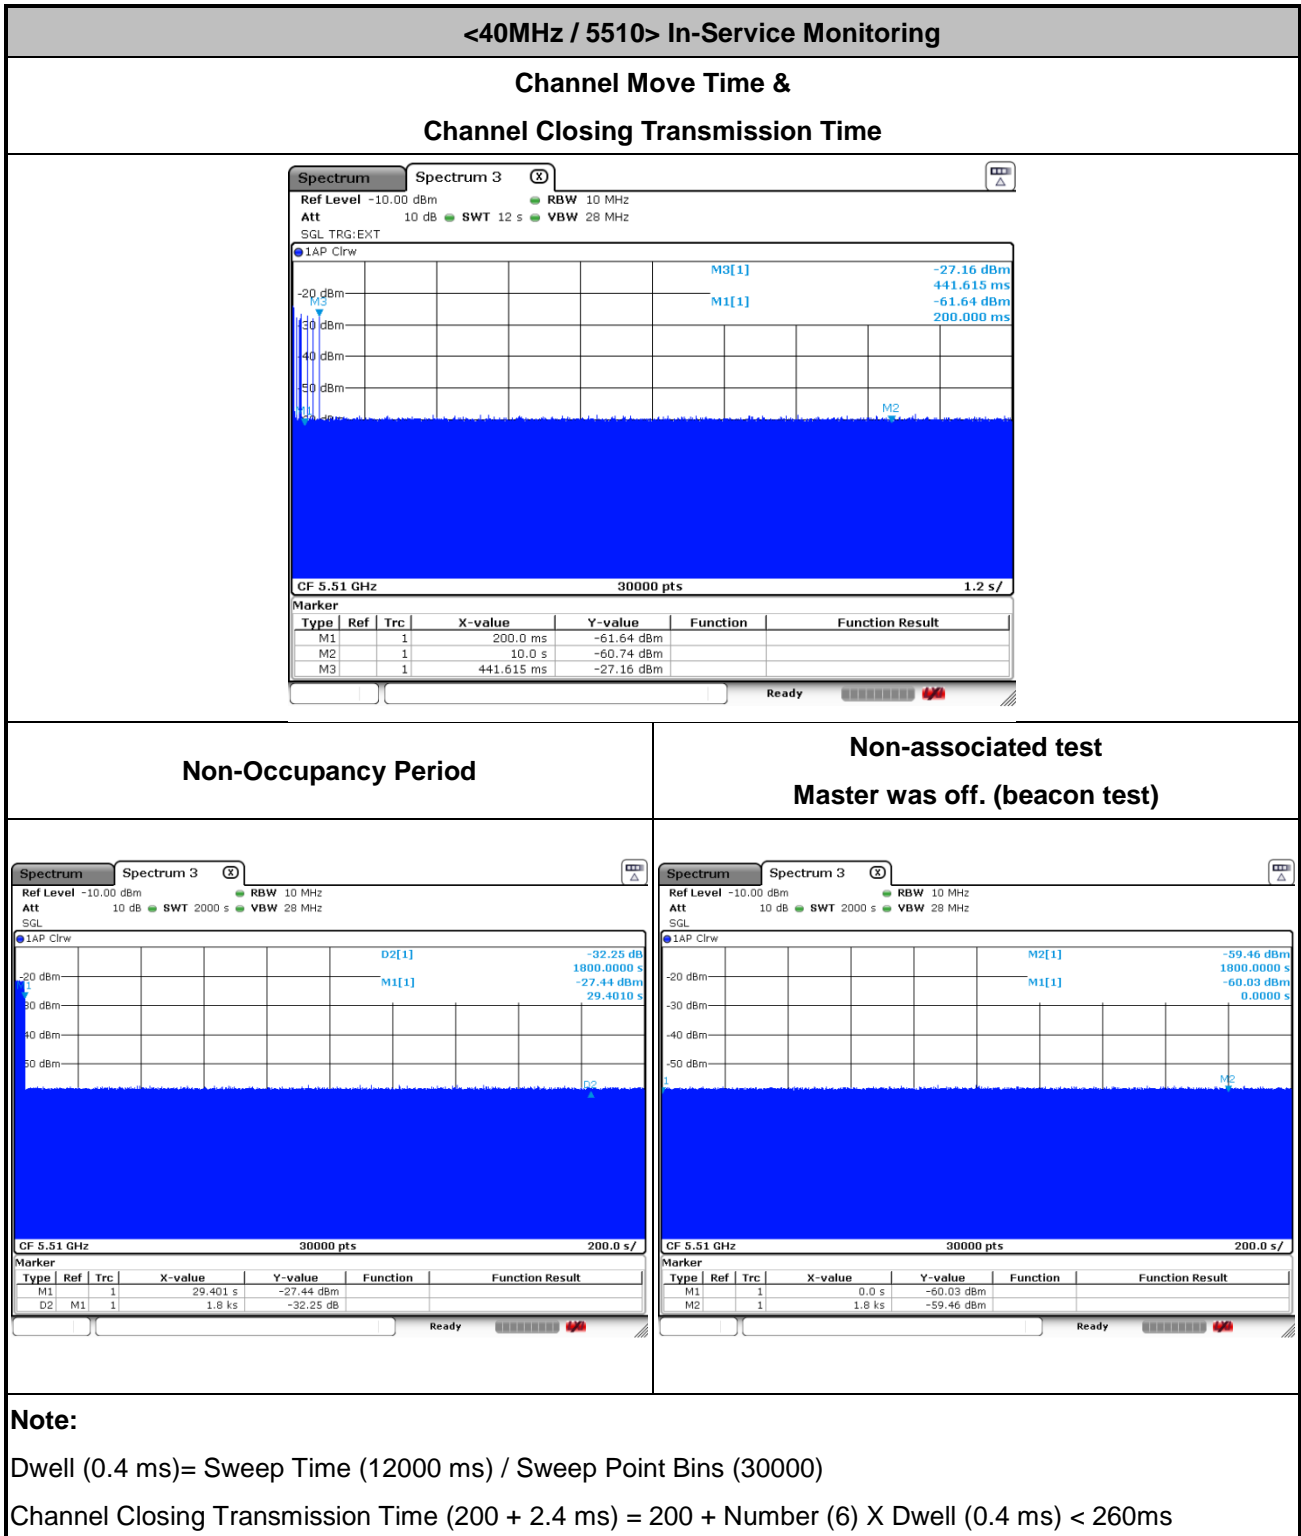 <40MHz / 5510> In-Service Monitoring
Channel Move Time &
Channel Closing Transmission Time
Spectrum Spectrum 3 X
Ref Level -10.00 dBm RBW 10 MHz
Att 10 dB SWT 12 s VBW 28 MHz
SGL TRG:EXT
1AP Clrw
M3[1] -27.16 dBm
441.615 ms
M1[1] -61.64 dBm
200.000 ms
-20 dBm
M3
-30 dBm
-40 dBm
-50 dBm
M1
M2
CF 5.51 GHz 30000 pts 1.2 s/
Marker
Type Ref Trc X-value Y-value Function Function Result
M1 1 200.0 ms -61.64 dBm
M2 1 10.0 s -60.74 dBm
M3 1 441.615 ms -27.16 dBm
Ready
Non-Occupancy Period
Non-associated test
Master was off. (beacon test)
Spectrum Spectrum 3 X
Ref Level -10.00 dBm RBW 10 MHz
Att 10 dB SWT 2000 s VBW 28 MHz
SGL
1AP Clrw
D2[1] -32.25 dB
1800.0000 s
M1[1] -27.44 dBm
29.4010 s
-20 dBm
M1
-30 dBm
-40 dBm
-50 dBm
D2
CF 5.51 GHz 30000 pts 200.0 s/
Marker
Type Ref Trc X-value Y-value Function Function Result
M1 1 29.401 s -27.44 dBm
D2 M1 1 1.8 ks -32.25 dB
Ready
Spectrum Spectrum 3 X
Ref Level -10.00 dBm RBW 10 MHz
Att 10 dB SWT 2000 s VBW 28 MHz
SGL
1AP Clrw
M2[1] -59.46 dBm
1800.0000 s
M1[1] -60.03 dBm
0.0000 s
-20 dBm
-30 dBm
-40 dBm
-50 dBm
1
M2
CF 5.51 GHz 30000 pts 200.0 s/
Marker
Type Ref Trc X-value Y-value Function Function Result
M1 1 0.0 s -60.03 dBm
M2 1 1.8 ks -59.46 dBm
Ready
Note:
Dwell (0.4 ms)= Sweep Time (12000 ms) / Sweep Point Bins (30000)
Channel Closing Transmission Time (200 + 2.4 ms) = 200 + Number (6) X Dwell (0.4 ms) < 260ms